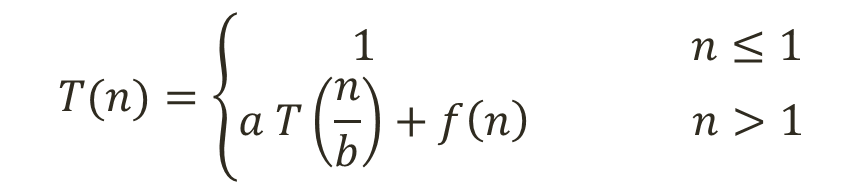 T(n) = { 1 n ≤ 1
a T(n/b) + f(n) n > 1